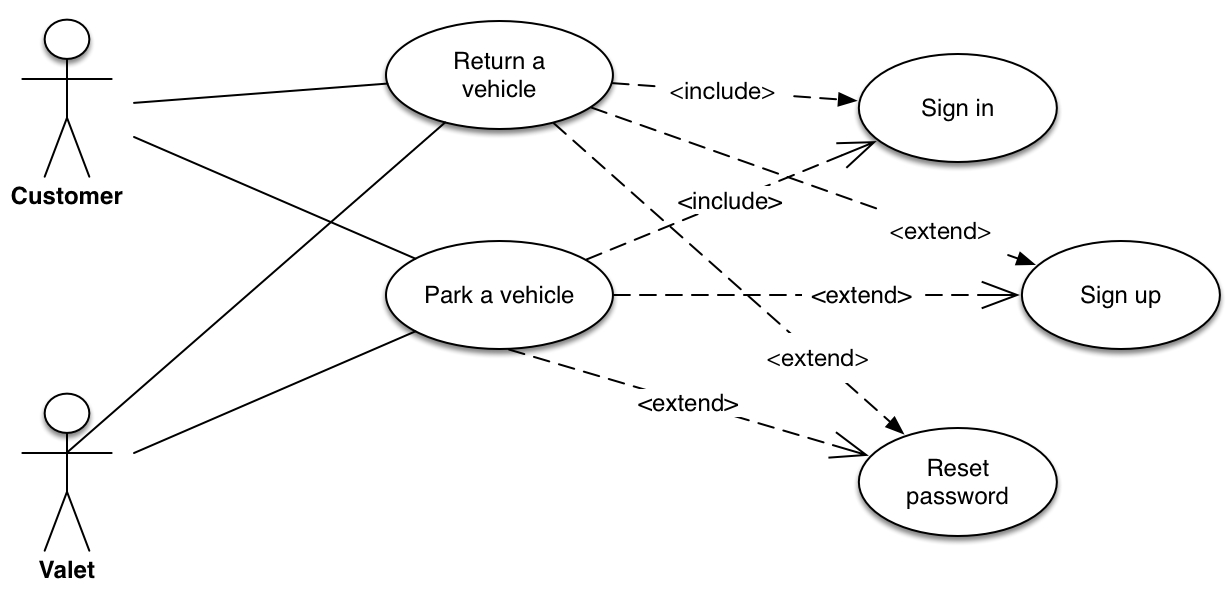 Return a
vehicle
<include>
Sign in
Customer
<include>
<extend>
Park a vehicle
<extend>
Sign up
<extend>
<extend>
Reset
password
Valet